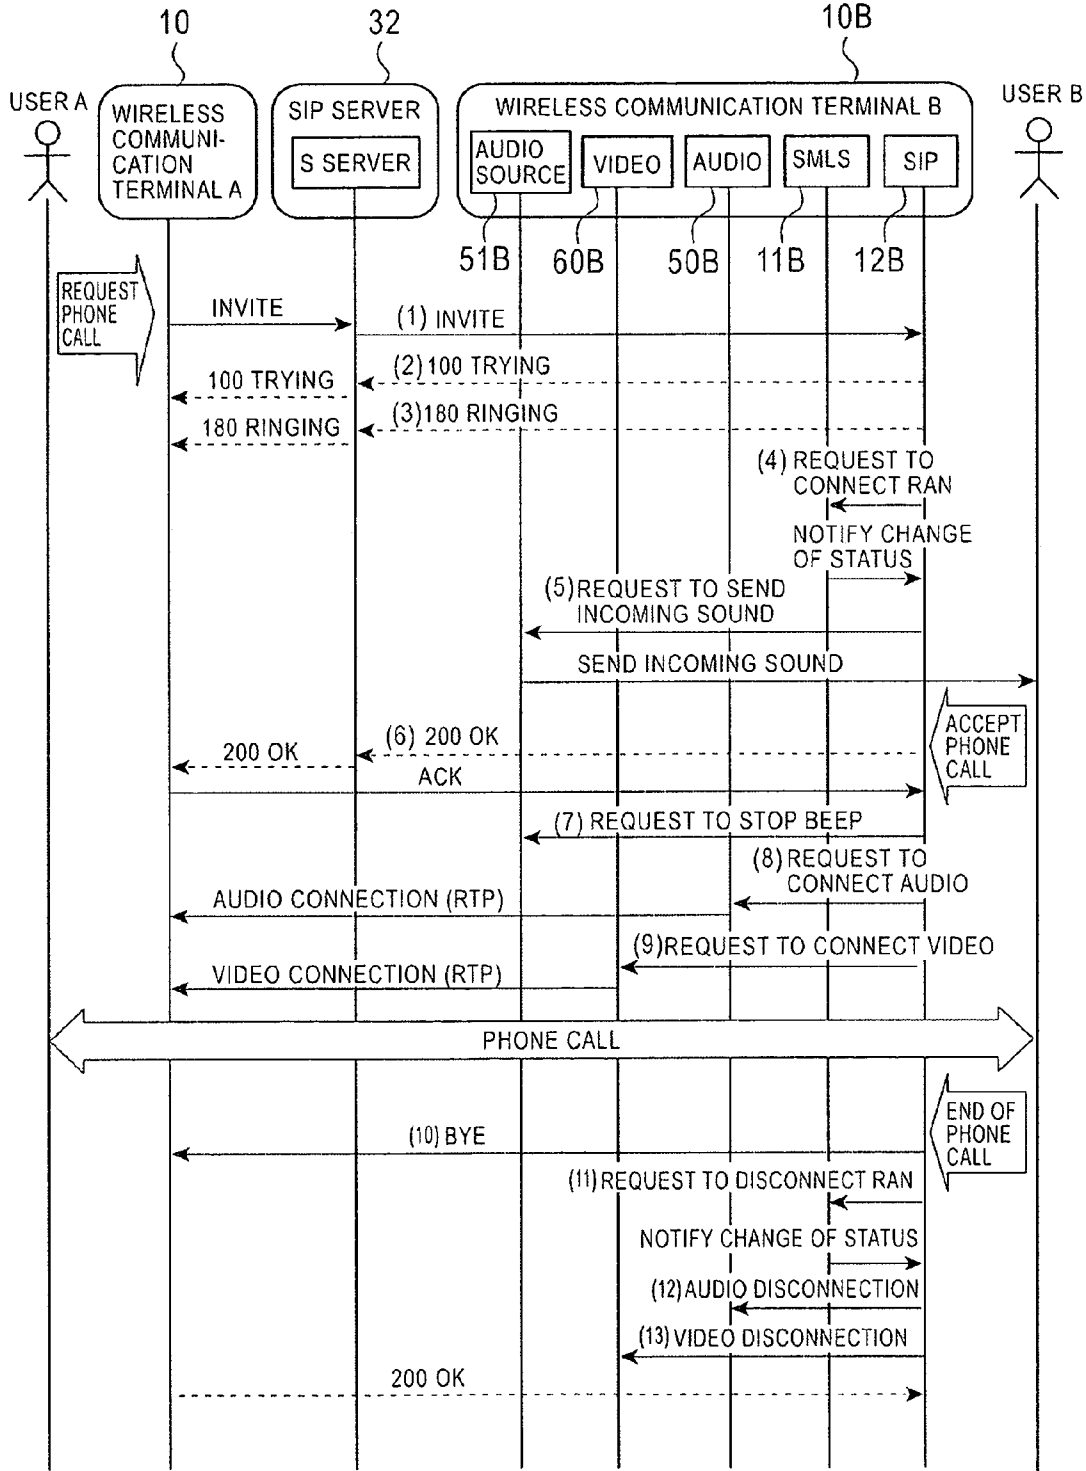 10
32
10B
USER A
WIRELESS
COMMUNI-
CATION
TERMINAL A
SIP SERVER
S SERVER
WIRELESS COMMUNICATION TERMINAL B
AUDIO
SOURCE
VIDEO
AUDIO
SMLS
SIP
USER B
51B
60B
50B
11B
12B
REQUEST
PHONE
CALL
INVITE
(1) INVITE
100 TRYING
(2) 100 TRYING
180 RINGING
(3) 180 RINGING
(4) REQUEST TO
CONNECT RAN
NOTIFY CHANGE
OF STATUS
(5) REQUEST TO SEND
INCOMING SOUND
SEND INCOMING SOUND
ACCEPT
PHONE
CALL
200 OK
(6) 200 OK
ACK
(7) REQUEST TO STOP BEEP
(8) REQUEST TO
CONNECT AUDIO
AUDIO CONNECTION (RTP)
(9) REQUEST TO CONNECT VIDEO
VIDEO CONNECTION (RTP)
PHONE CALL
END OF
PHONE
CALL
(10) BYE
(11) REQUEST TO DISCONNECT RAN
NOTIFY CHANGE OF STATUS
(12) AUDIO DISCONNECTION
(13) VIDEO DISCONNECTION
200 OK